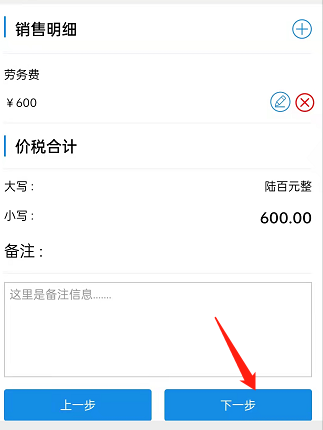 销售明细
劳务费
￥600
价税合计
大写： 陆百元整
小写： 600.00
备注：
这里是备注信息.......
上一步 下一步